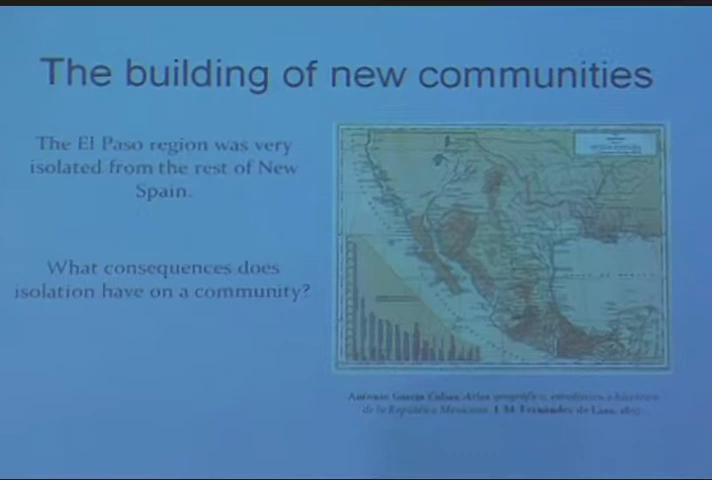 The building of new communities
The El Paso region was very
isolated from the rest of New
Spain.
What consequences does
isolation have on a community?
Antonio García Cubas, Atlas geográfico, estadístico e histórico
de la República Mexicana. J. M. Fernández de Lara,